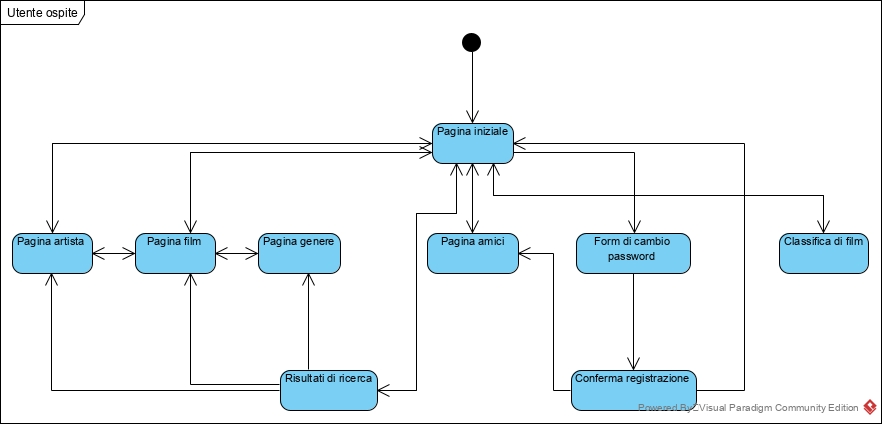 Utente ospite
Pagina iniziale
Pagina artista
Pagina film
Pagina genere
Pagina amici
Form di cambio
password
Classifica di film
Risultati di ricerca
Conferma registrazione
Powered By Visual Paradigm Community Edition